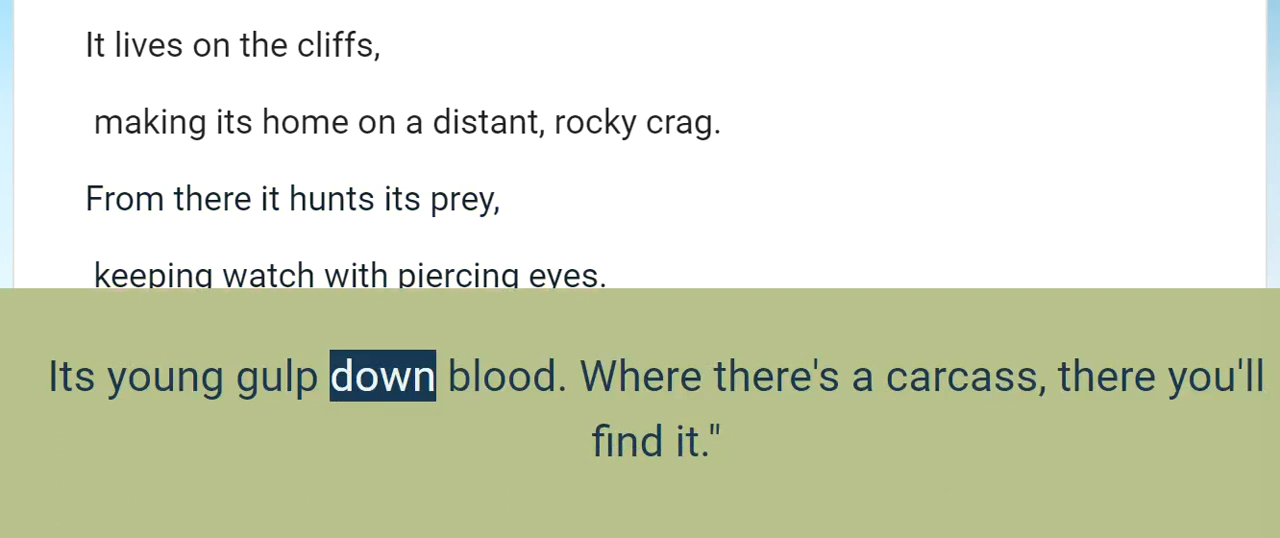 It lives on the cliffs,
making its home on a distant, rocky crag.
From there it hunts its prey,
keeping watch with piercing eyes.
Its young gulp down blood. Where there's a carcass, there you'll
find it."